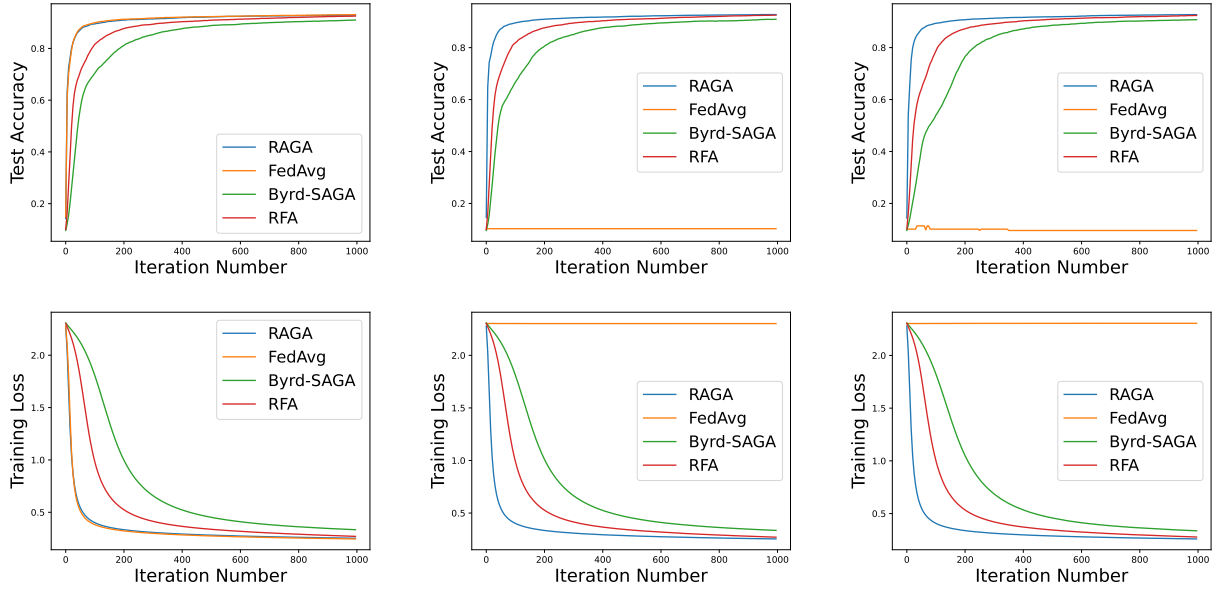 Test Accuracy
0.8
0.6
0.4
0.2
0
200
400
600
800
1000
Iteration Number
RAGA
FedAvg
Byrd-SAGA
RFA
Test Accuracy
0.8
0.6
0.4
0.2
0
200
400
600
800
1000
Iteration Number
RAGA
FedAvg
Byrd-SAGA
RFA
Test Accuracy
0.8
0.6
0.4
0.2
0
200
400
600
800
1000
Iteration Number
RAGA
FedAvg
Byrd-SAGA
RFA
Training Loss
2.0
1.5
1.0
0.5
0
200
400
600
800
1000
Iteration Number
RAGA
FedAvg
Byrd-SAGA
RFA
Training Loss
2.0
1.5
1.0
0.5
0
200
400
600
800
1000
Iteration Number
RAGA
FedAvg
Byrd-SAGA
RFA
Training Loss
2.0
1.5
1.0
0.5
0
200
400
600
800
1000
Iteration Number
RAGA
FedAvg
Byrd-SAGA
RFA